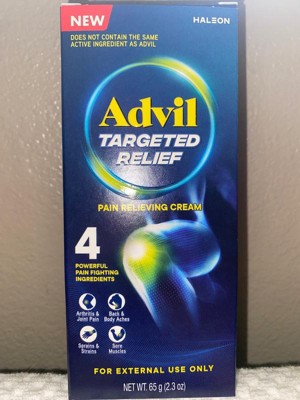 NEW
HALEON
DOES NOT CONTAIN THE SAME
ACTIVE INGREDIENT AS ADVIL
Advil
TARGETED
RELIEF
PAIN RELIEVING CREAM
4
POWERFUL
PAIN FIGHTING
INGREDIENTS
Arthritis &
Joint Pain
Back &
Body Aches
Sprains &
Strains
Sore
Muscles
FOR EXTERNAL USE ONLY
NET WT. 65 g (2.3 oz)